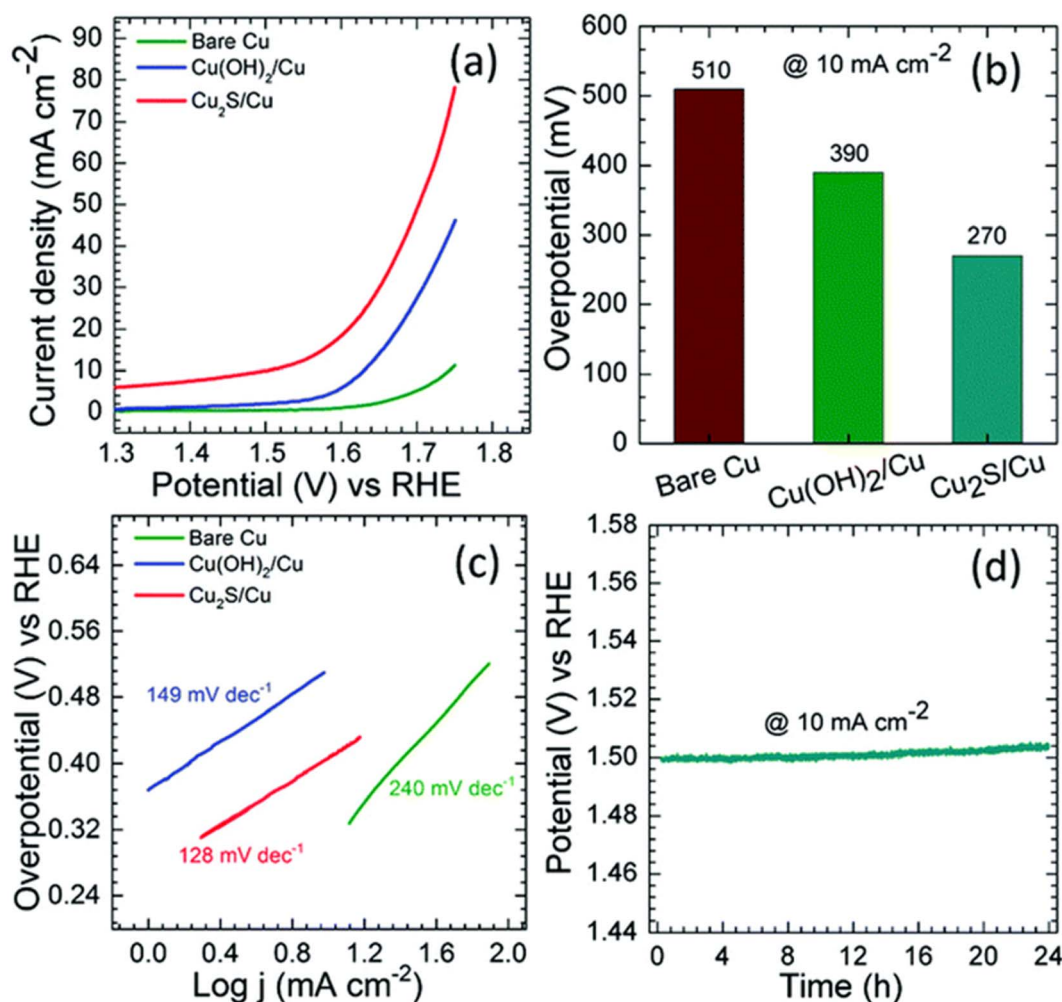 (a)
Bare Cu
Cu(OH)₂/Cu
Cu₂S/Cu
Current density (mA cm⁻²)
90
80
70
60
50
40
30
20
10
0
1.3 1.4 1.5 1.6 1.7 1.8
Potential (V) vs RHE
(b)
@ 10 mA cm⁻²
Overpotential (mV)
600
500
400
300
200
100
0
510
390
270
Bare Cu
Cu(OH)₂/Cu
Cu₂S/Cu
(c)
Bare Cu
Cu(OH)₂/Cu
Cu₂S/Cu
Overpotential (V) vs RHE
0.64
0.56
0.48
0.40
0.32
0.24
149 mV dec⁻¹
240 mV dec⁻¹
128 mV dec⁻¹
0.0 0.4 0.8 1.2 1.6 2.0
Log j (mA cm⁻²)
(d)
Potential (V) vs RHE
1.58
1.56
1.54
1.52
1.50
1.48
1.46
1.44
@ 10 mA cm⁻²
0 4 8 12 16 20 24
Time (h)